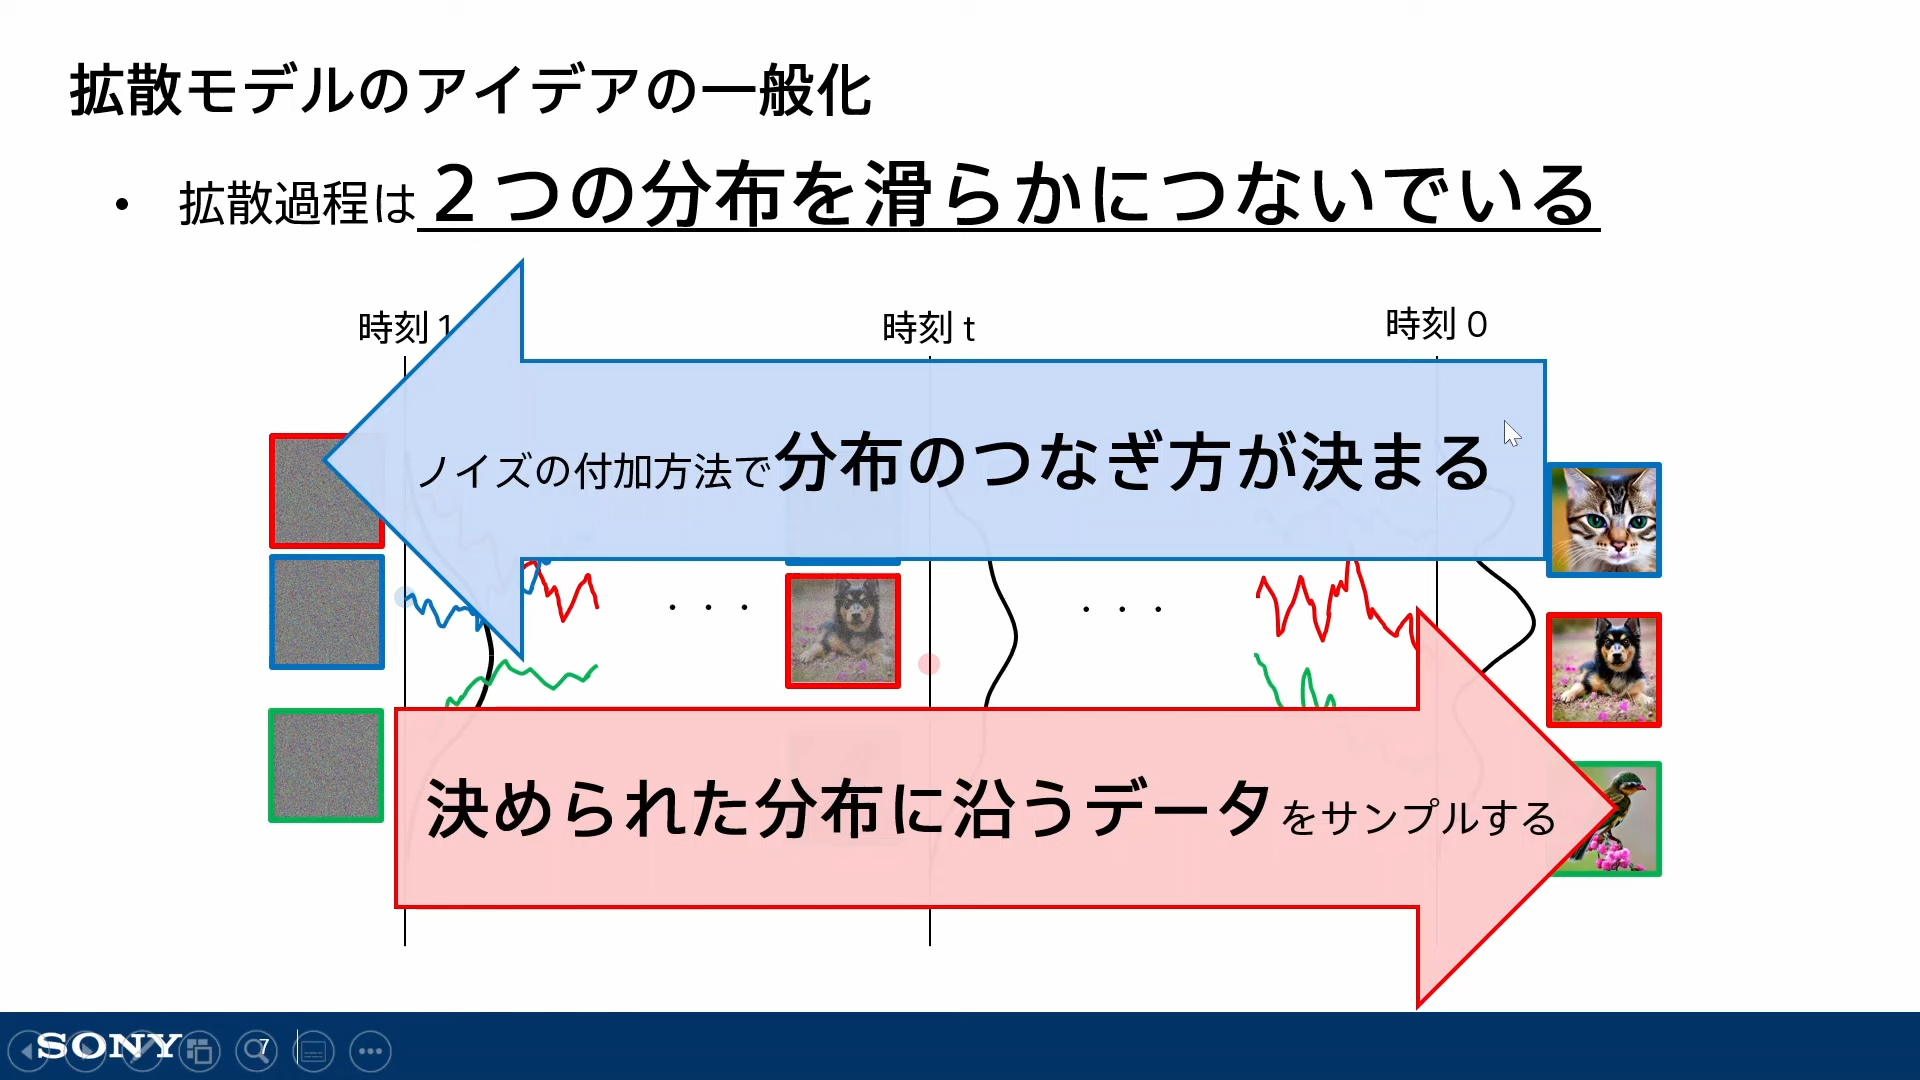 拡散モデルのアイデアの一般化
• 拡散過程は２つの分布を滑らかにつないでいる
時刻 1
時刻 t
時刻 0
ノイズの付加方法で分布のつなぎ方が決まる
. . .
. . .
決められた分布に沿うデータをサンプルする
SONY
7